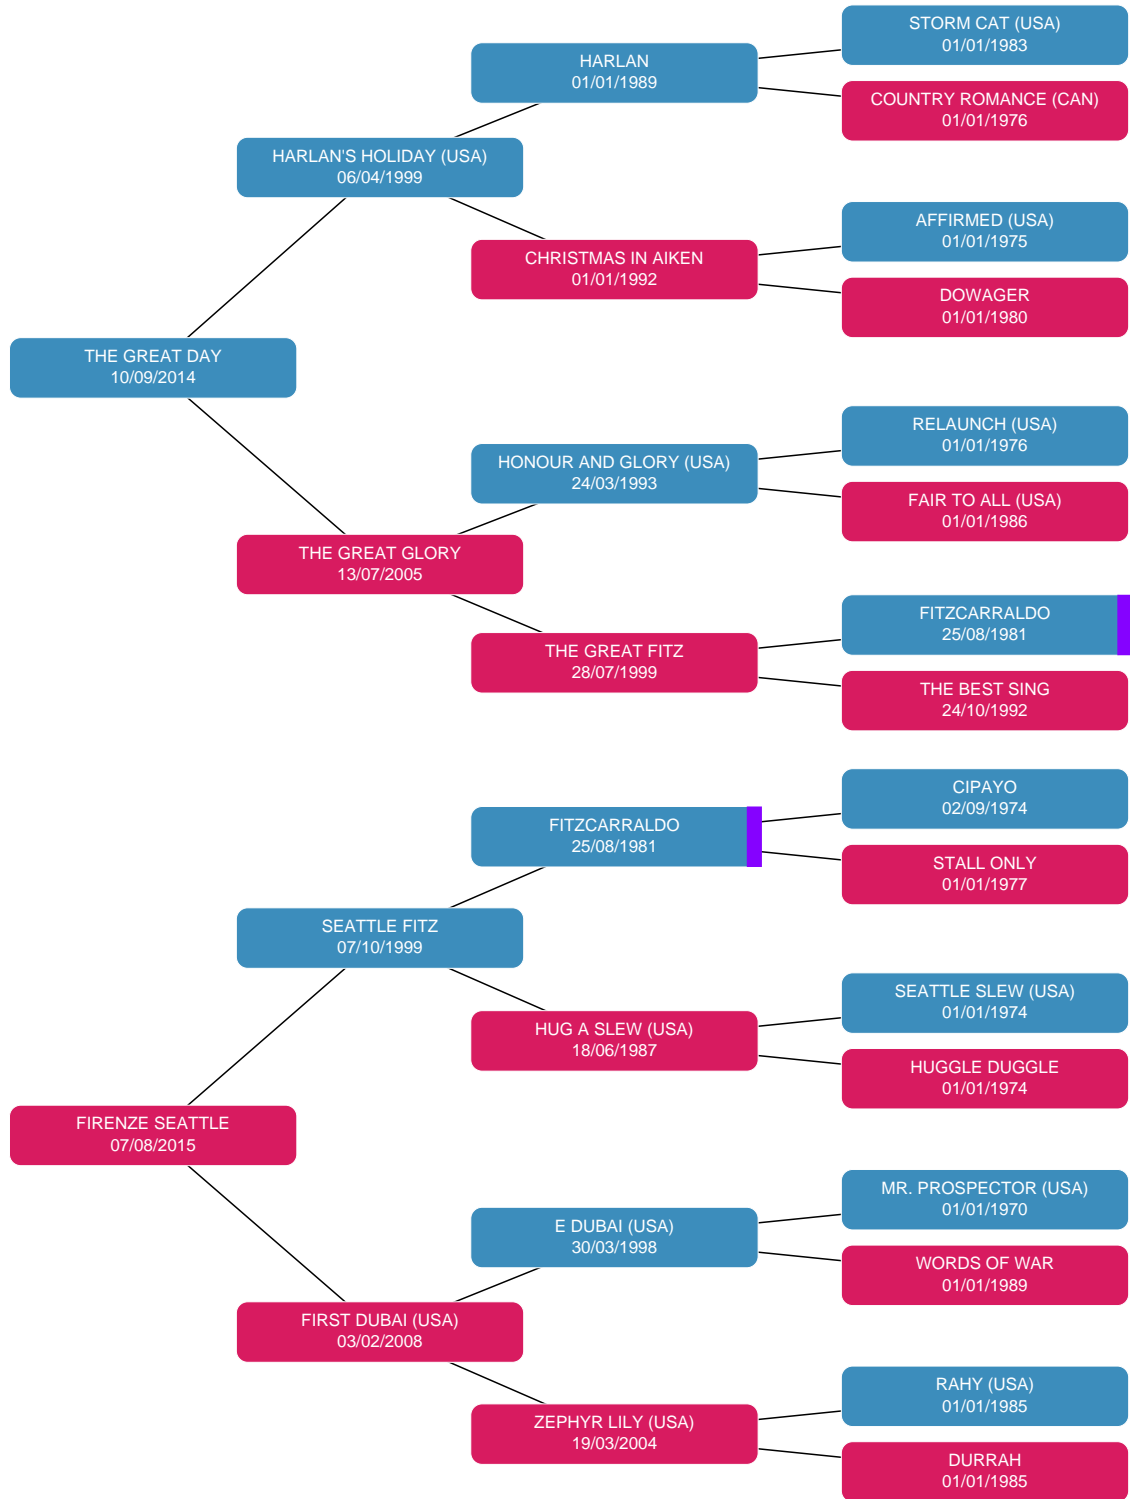 STORM CAT (USA)
01/01/1983
HARLAN
01/01/1989
COUNTRY ROMANCE (CAN)
01/01/1976
HARLAN'S HOLIDAY (USA)
06/04/1999
AFFIRMED (USA)
01/01/1975
CHRISTMAS IN AIKEN
01/01/1992
DOWAGER
01/01/1980
THE GREAT DAY
10/09/2014
RELAUNCH (USA)
01/01/1976
HONOUR AND GLORY (USA)
24/03/1993
FAIR TO ALL (USA)
01/01/1986
THE GREAT GLORY
13/07/2005
FITZCARRALDO
25/08/1981
THE GREAT FITZ
28/07/1999
THE BEST SING
24/10/1992
CIPAYO
02/09/1974
FITZCARRALDO
25/08/1981
STALL ONLY
01/01/1977
SEATTLE FITZ
07/10/1999
SEATTLE SLEW (USA)
01/01/1974
HUG A SLEW (USA)
18/06/1987
HUGGLE DUGGLE
01/01/1974
FIRENZE SEATTLE
07/08/2015
MR. PROSPECTOR (USA)
01/01/1970
E DUBAI (USA)
30/03/1998
WORDS OF WAR
01/01/1989
FIRST DUBAI (USA)
03/02/2008
RAHY (USA)
01/01/1985
ZEPHYR LILY (USA)
19/03/2004
DURRAH
01/01/1985